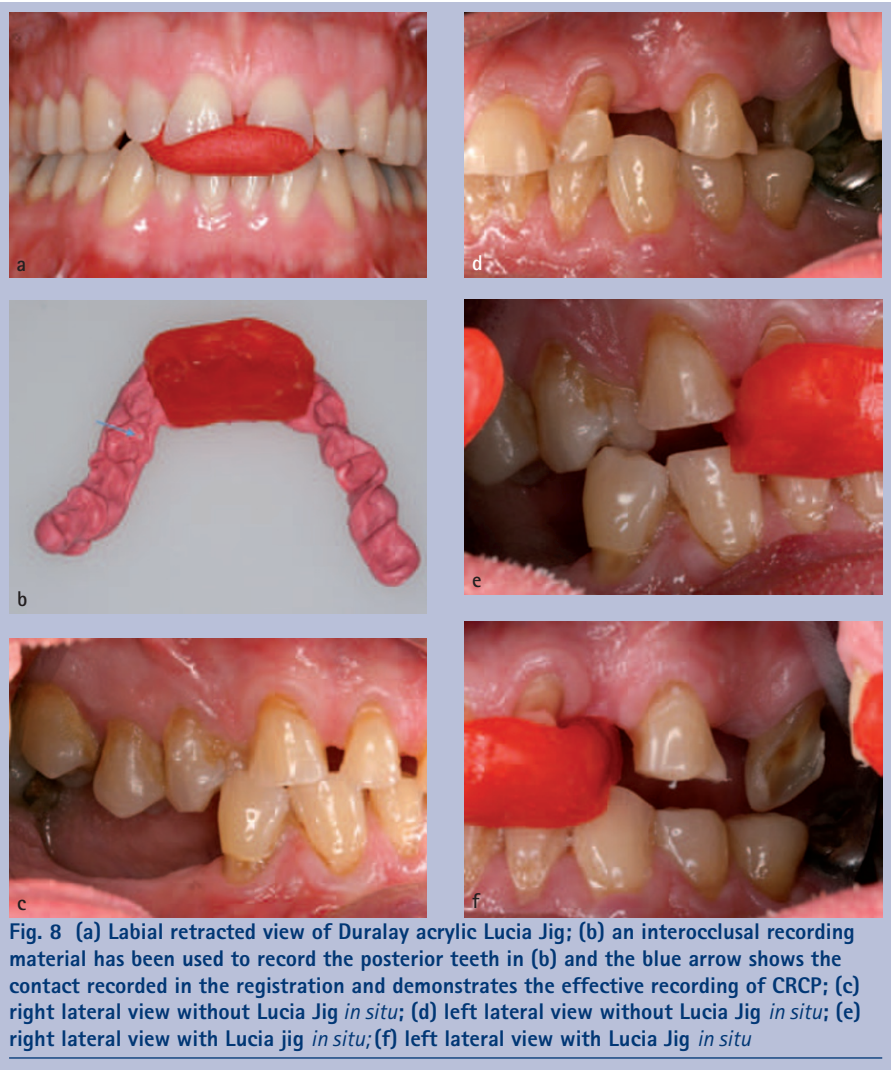 a
d
b
e
c
f
Fig. 8 (a) Labial retracted view of Duralay acrylic Lucia Jig; (b) an interocclusal recording
material has been used to record the posterior teeth in (b) and the blue arrow shows the
contact recorded in the registration and demonstrates the effective recording of CRCP; (c)
right lateral view without Lucia Jig in situ; (d) left lateral view without Lucia Jig in situ; (e)
right lateral view with Lucia jig in situ; (f) left lateral view with Lucia Jig in situ